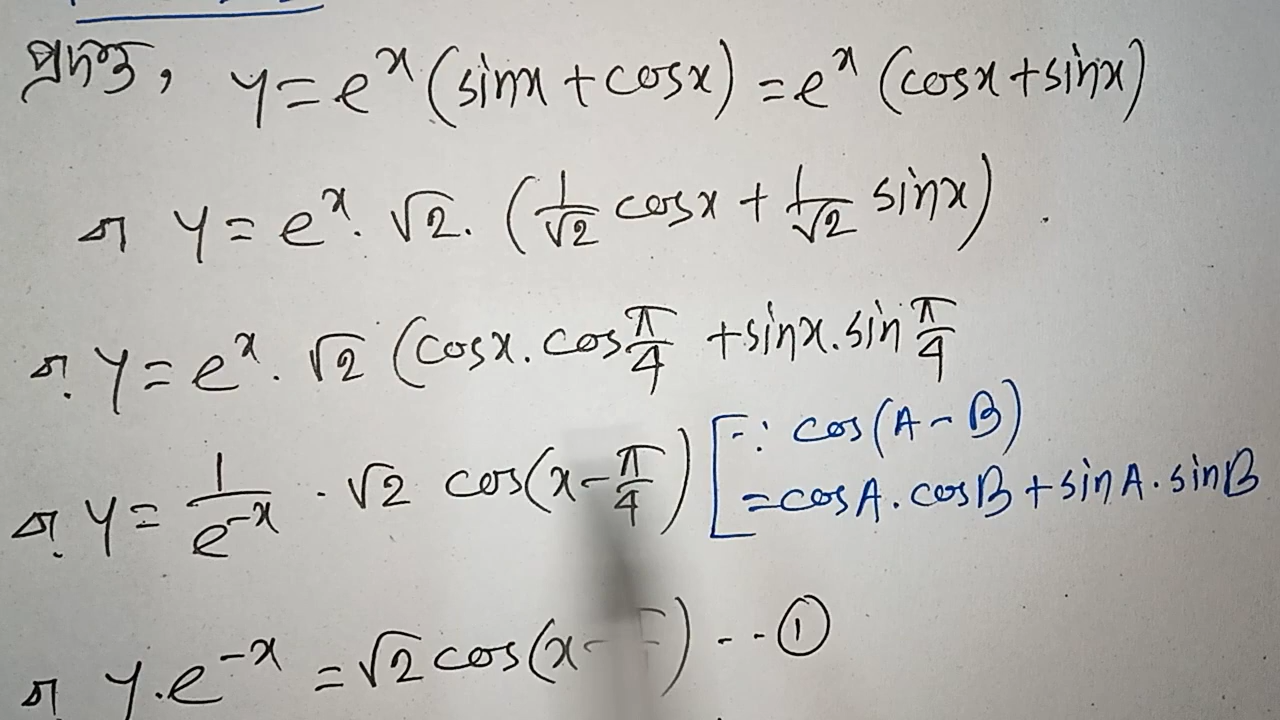 প্রদত্ত, y = e^x (sinx + cosx) = e^x (cosx + sinx)
বা y = e^x . √2 . (1/√2 cosx + 1/√2 sinx) .
বা, y = e^x . √2 (cosx . cos π/4 + sinx . sin π/4
বা, y = 1/e^-x . √2 cos(x - π/4) [∵ cos(A - B)
= cosA . cosB + sinA . sinB
বা y . e^-x = √2 cos(x - ) -- ①